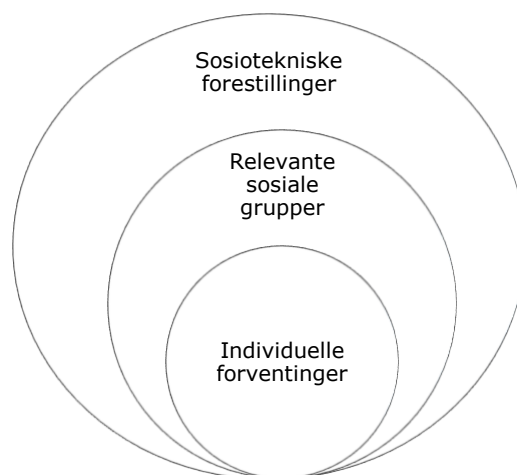 Sosiotekniske
forestillinger
Relevante
sosiale
grupper
Individuelle
forventinger